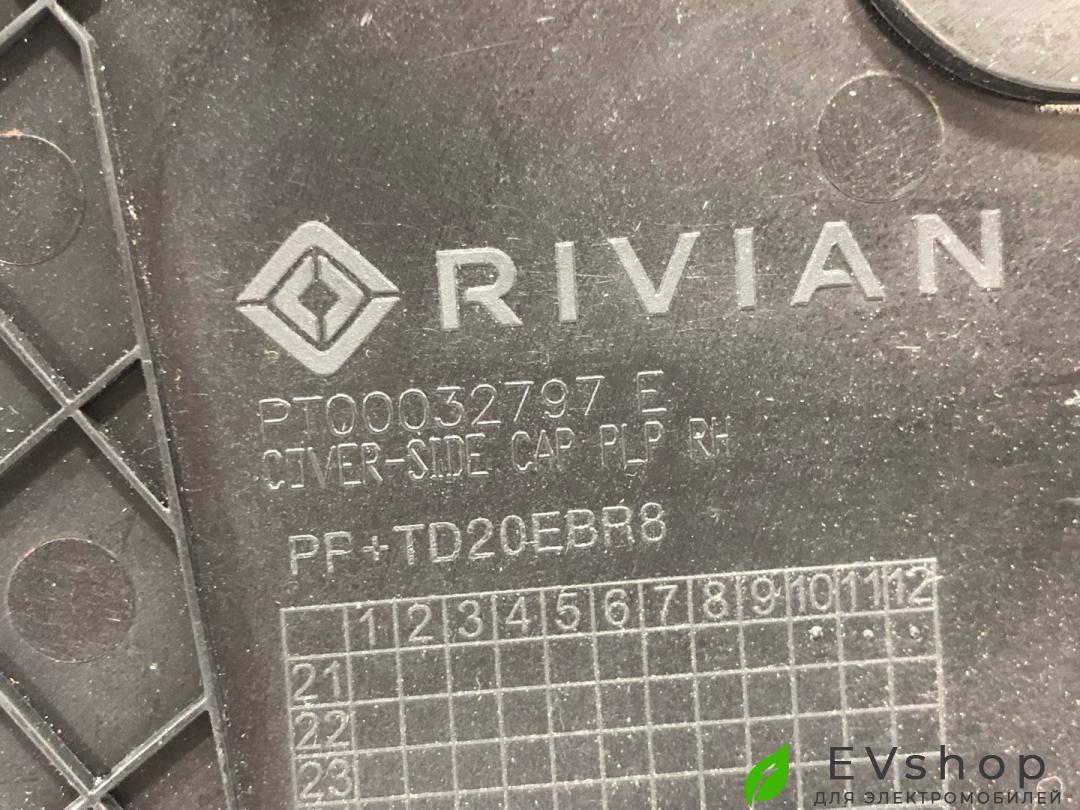 RIVIAN
PT00032797 E
COVER-SIDE CAP PLP RH
PP+TD20EBR8
1 2 3 4 5 6 7 8 9 10 11 12
21
22
23
EVshop
ДЛЯ ЭЛЕКТРОМОБИЛЕЙ